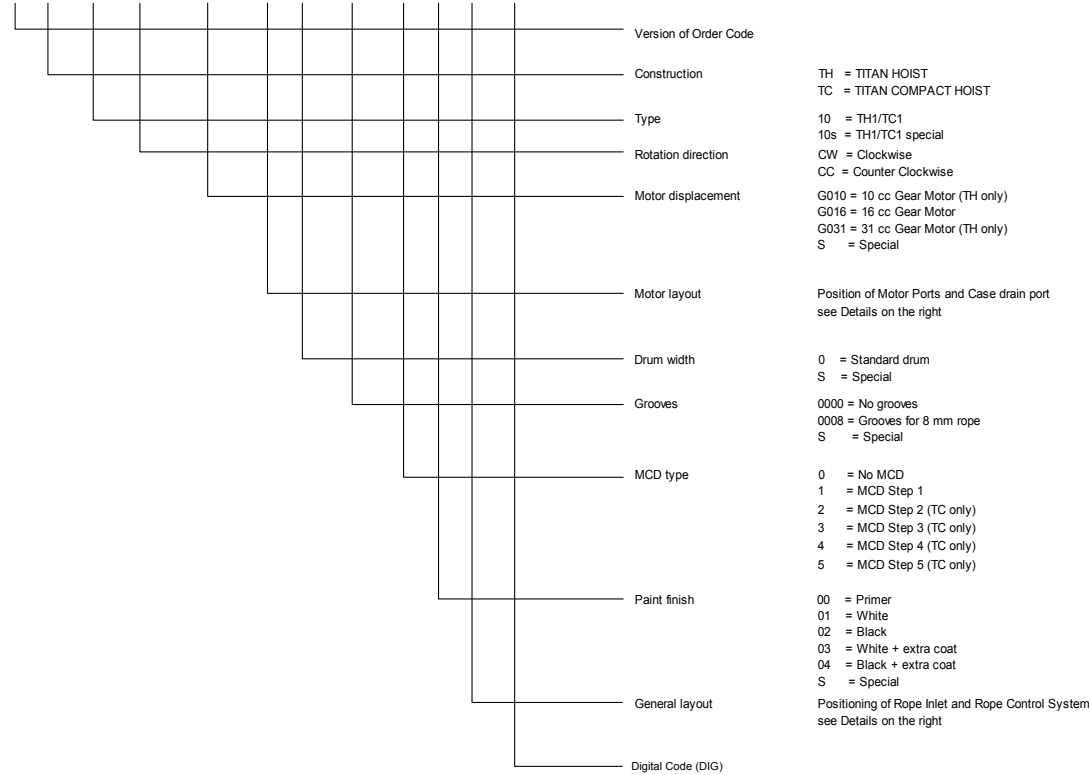 Version of Order Code
Construction TH = TITAN HOIST
TC = TITAN COMPACT HOIST
Type 10 = TH1/TC1
10s = TH1/TC1 special
Rotation direction CW = Clockwise
CC = Counter Clockwise
Motor displacement G010 = 10 cc Gear Motor (TH only)
G016 = 16 cc Gear Motor
G031 = 31 cc Gear Motor (TH only)
S = Special
Motor layout Position of Motor Ports and Case drain port
see Details on the right
Drum width 0 = Standard drum
S = Special
Grooves 0000 = No grooves
0008 = Grooves for 8 mm rope
S = Special
MCD type 0 = No MCD
1 = MCD Step 1
2 = MCD Step 2 (TC only)
3 = MCD Step 3 (TC only)
4 = MCD Step 4 (TC only)
5 = MCD Step 5 (TC only)
Paint finish 00 = Primer
01 = White
02 = Black
03 = White + extra coat
04 = Black + extra coat
S = Special
General layout Positioning of Rope Inlet and Rope Control System
see Details on the right
Digital Code (DIG)